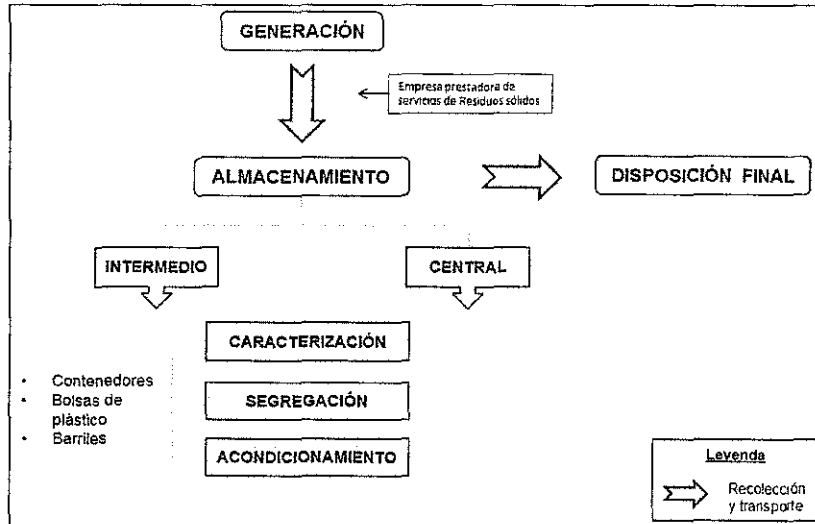 GENERACIÓN
Empresa prestadora de
servicios de Residuos sólidos
ALMACENAMIENTO
DISPOSICIÓN FINAL
INTERMEDIO
CENTRAL
CARACTERIZACIÓN
• Contenedores
• Bolsas de
plástico
• Barriles
SEGREGACIÓN
ACONDICIONAMIENTO
Leyenda
Recolección
y transporte